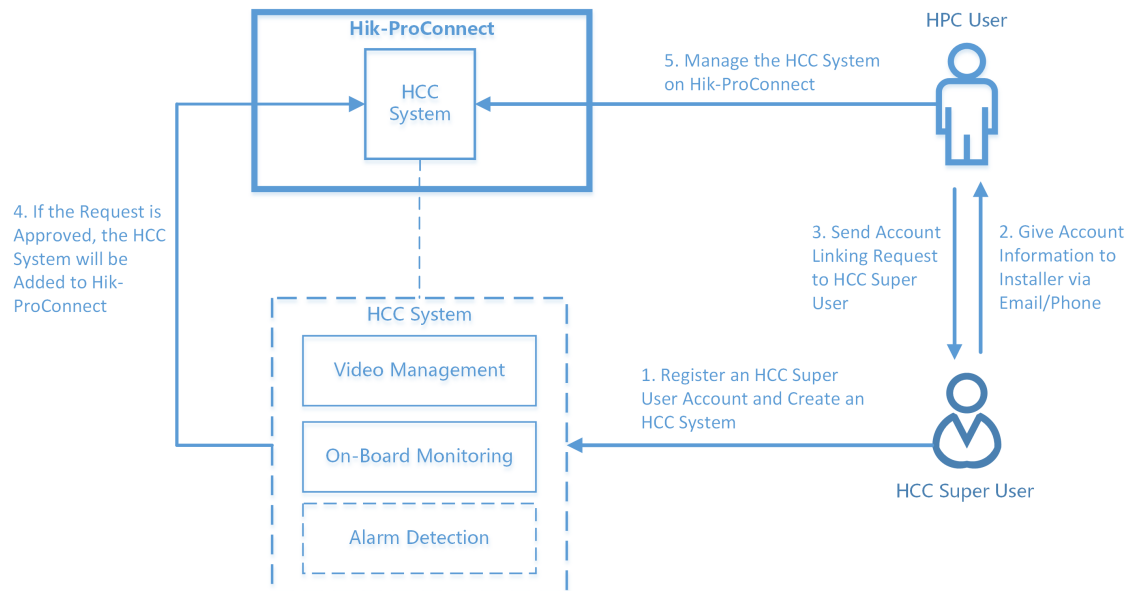 Hik-ProConnect
HCC
System
HPC User
5. Manage the HCC System
on Hik-ProConnect
4. If the Request is
Approved, the HCC
System will be
Added to Hik-
ProConnect
3. Send Account
Linking Request
to HCC Super
User
2. Give Account
Information to
Installer via
Email/Phone
HCC System
Video Management
On-Board Monitoring
Alarm Detection
1. Register an HCC Super
User Account and Create an
HCC System
HCC Super User